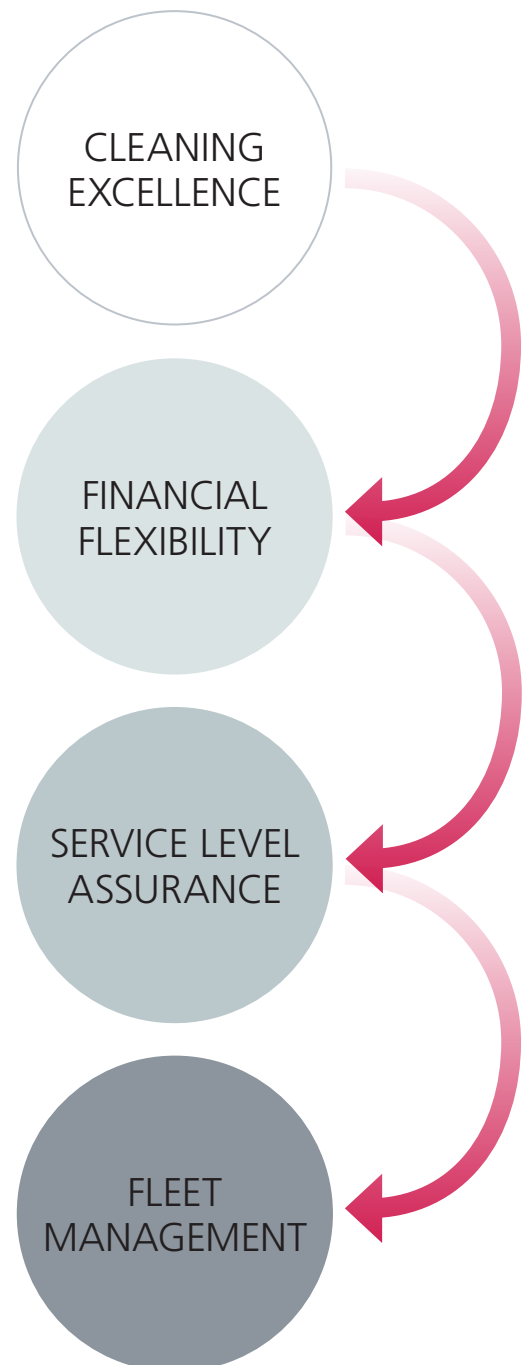 CLEANING
EXCELLENCE
FINANCIAL
FLEXIBILITY
SERVICE LEVEL
ASSURANCE
FLEET
MANAGEMENT